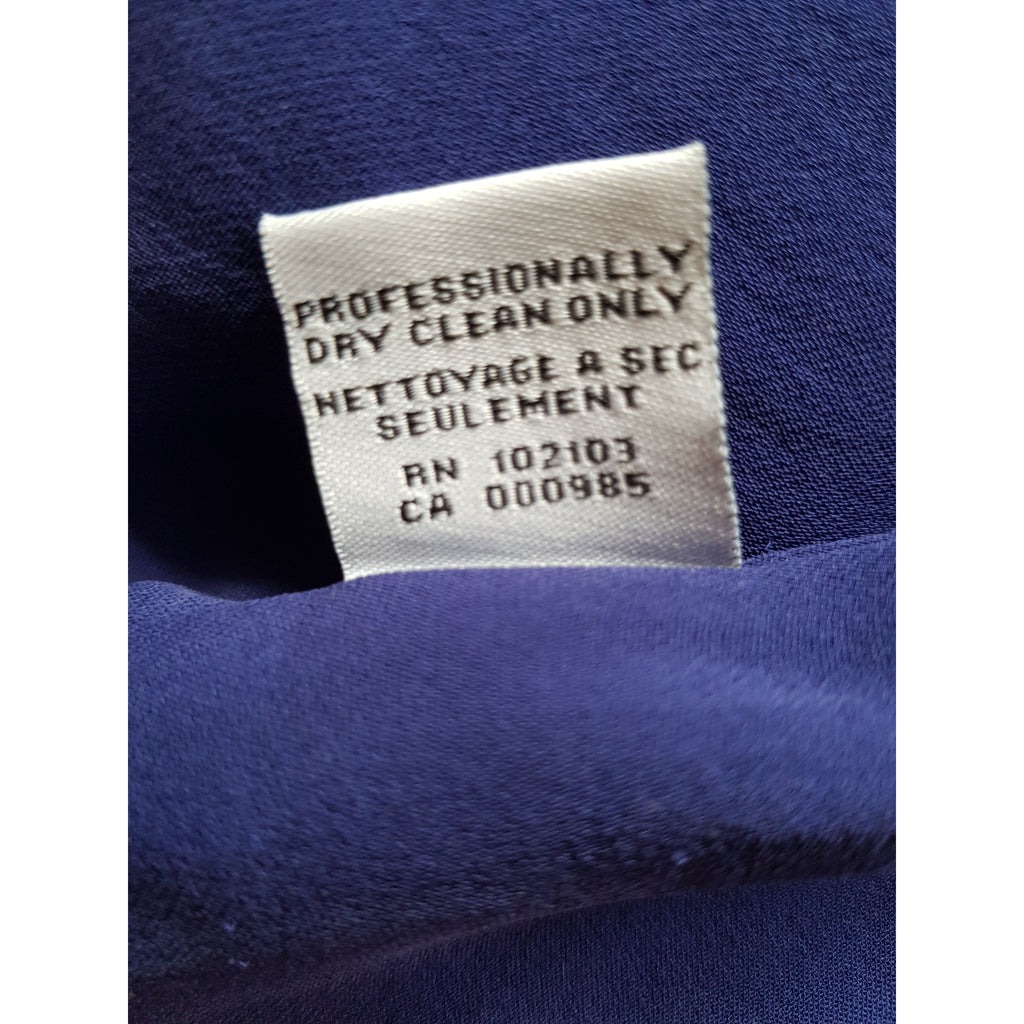 PROFESSIONALLY
DRY CLEAN ONLY
NETTOYAGE A SEC
SEULEMENT
RN 102103
CA 000985